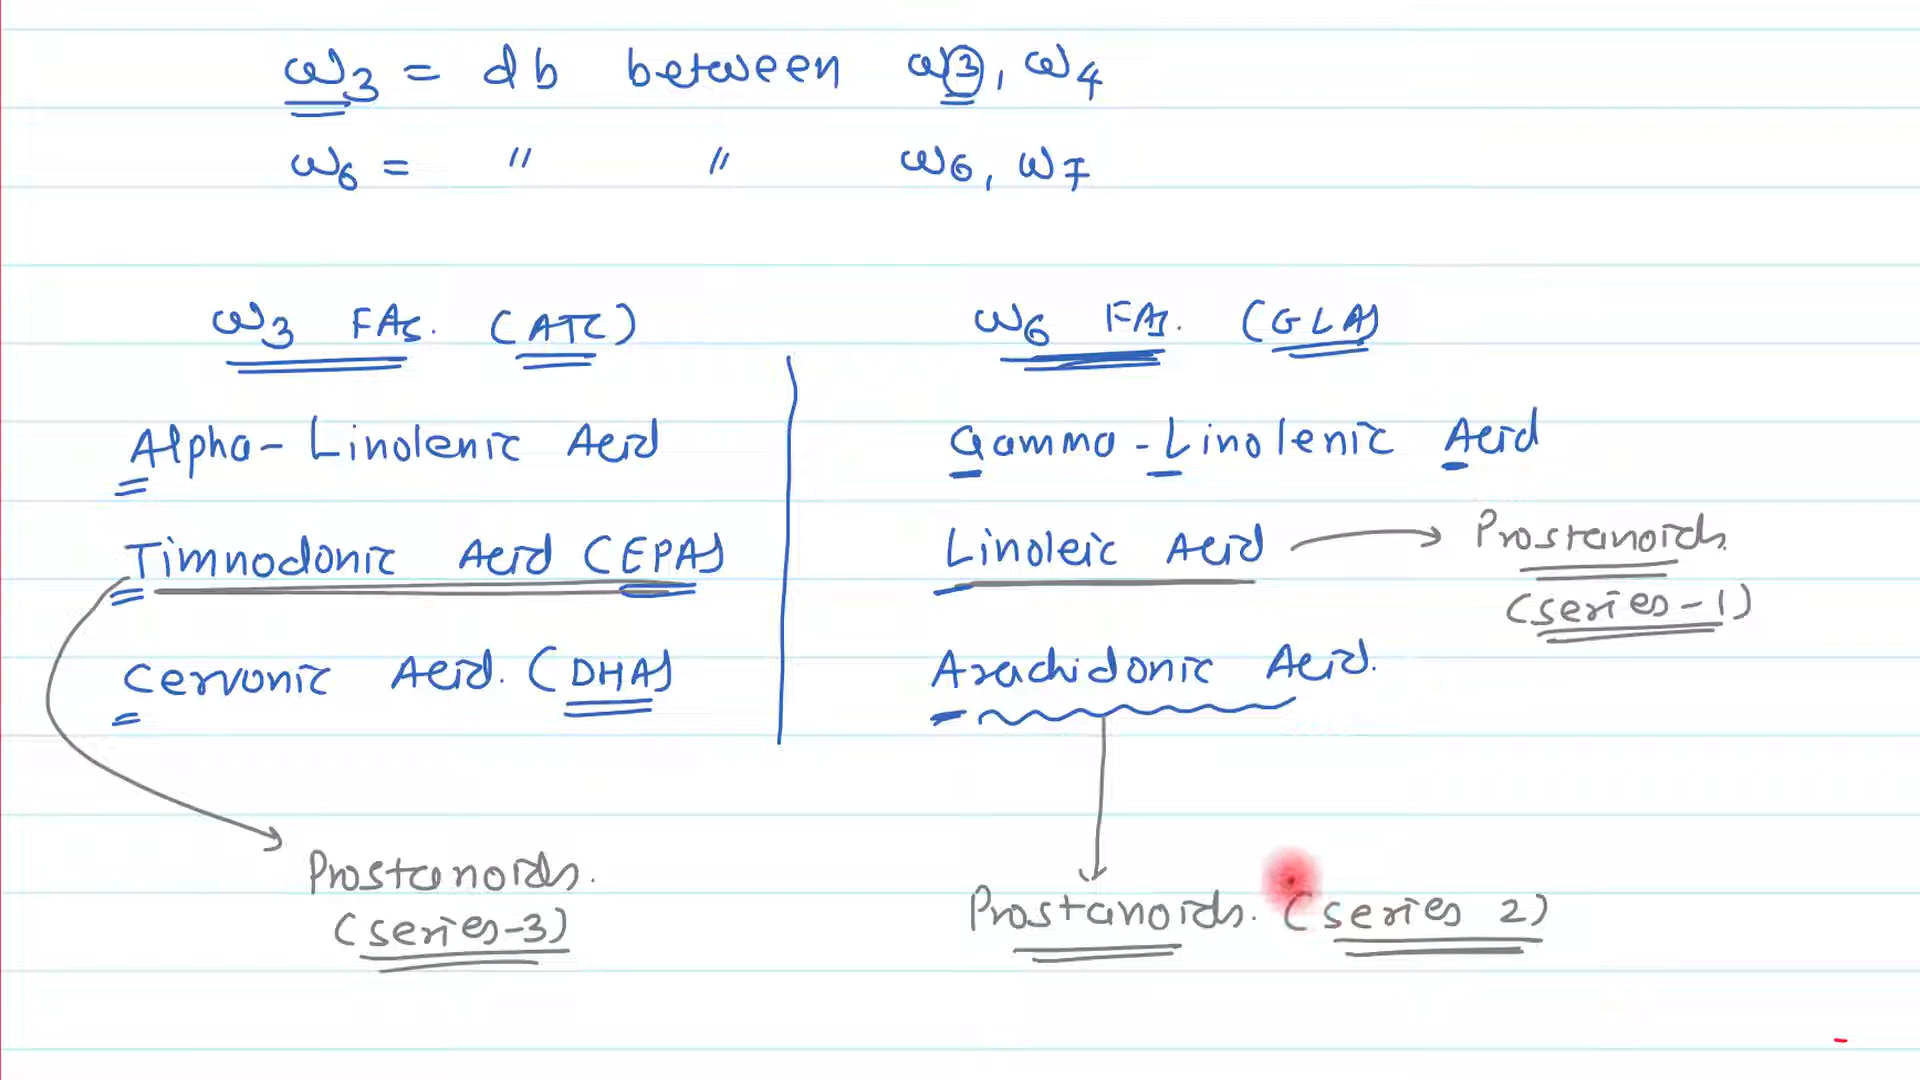 ω3 = db between ω3, ω4
ω6 = " " ω6, ω7
ω3 FAs. (ATC)
ω6 FAs. (GLA)
Alpha-Linolenic Acid
Gamma-Linolenic Acid
Timnodonic Acid (EPA)
Linoleic Acid → Prostanoids
(series-1)
Cervonic Acid. (DHA)
Arachidonic Acid.
Prostanoids.
(series-3)
Prostanoids. (series 2)